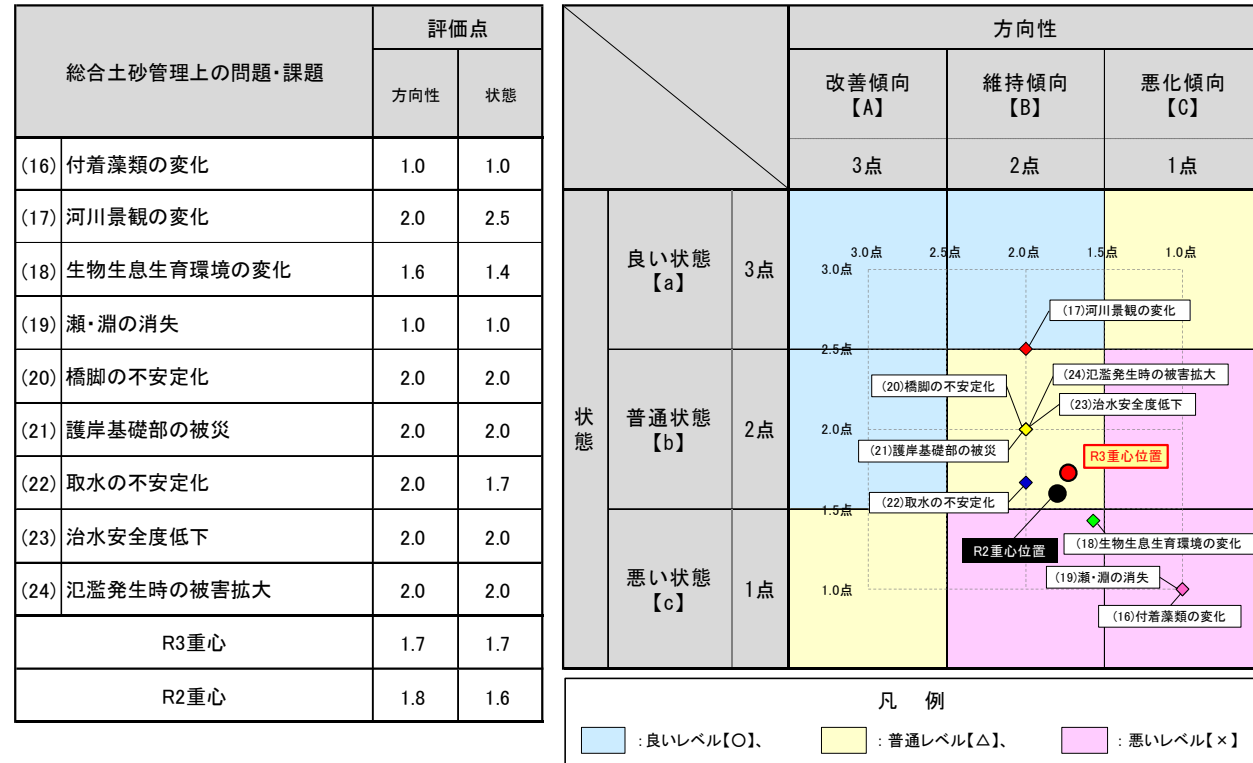 総合土砂管理上の問題・課題
評価点
方向性 状態
(16) 付着藻類の変化 1.0 1.0
(17) 河川景観の変化 2.0 2.5
(18) 生物生息生育環境の変化 1.6 1.4
(19) 瀬・淵の消失 1.0 1.0
(20) 橋脚の不安定化 2.0 2.0
(21) 護岸基礎部の被災 2.0 2.0
(22) 取水の不安定化 2.0 1.7
(23) 治水安全度低下 2.0 2.0
(24) 氾濫発生時の被害拡大 2.0 2.0
R3重心 1.7 1.7
R2重心 1.8 1.6
方向性
改善傾向 維持傾向 悪化傾向
【A】 【B】 【C】
3点 2点 1点
状態
良い状態
【a】
3点
普通状態
【b】
2点
悪い状態
【c】
1点
3.0点 2.5点 2.0点 1.5点 1.0点
3.0点
(17)河川景観の変化
2.5点
(24)氾濫発生時の被害拡大
(20)橋脚の不安定化
(23)治水安全度低下
2.0点
(21)護岸基礎部の被災
R3重心位置
(22)取水の不安定化
1.5点
R2重心位置
(18)生物生息生育環境の変化
(19)瀬・淵の消失
1.0点
(16)付着藻類の変化
凡 例
:良いレベル【○】、 :普通レベル【△】、 :悪いレベル【×】